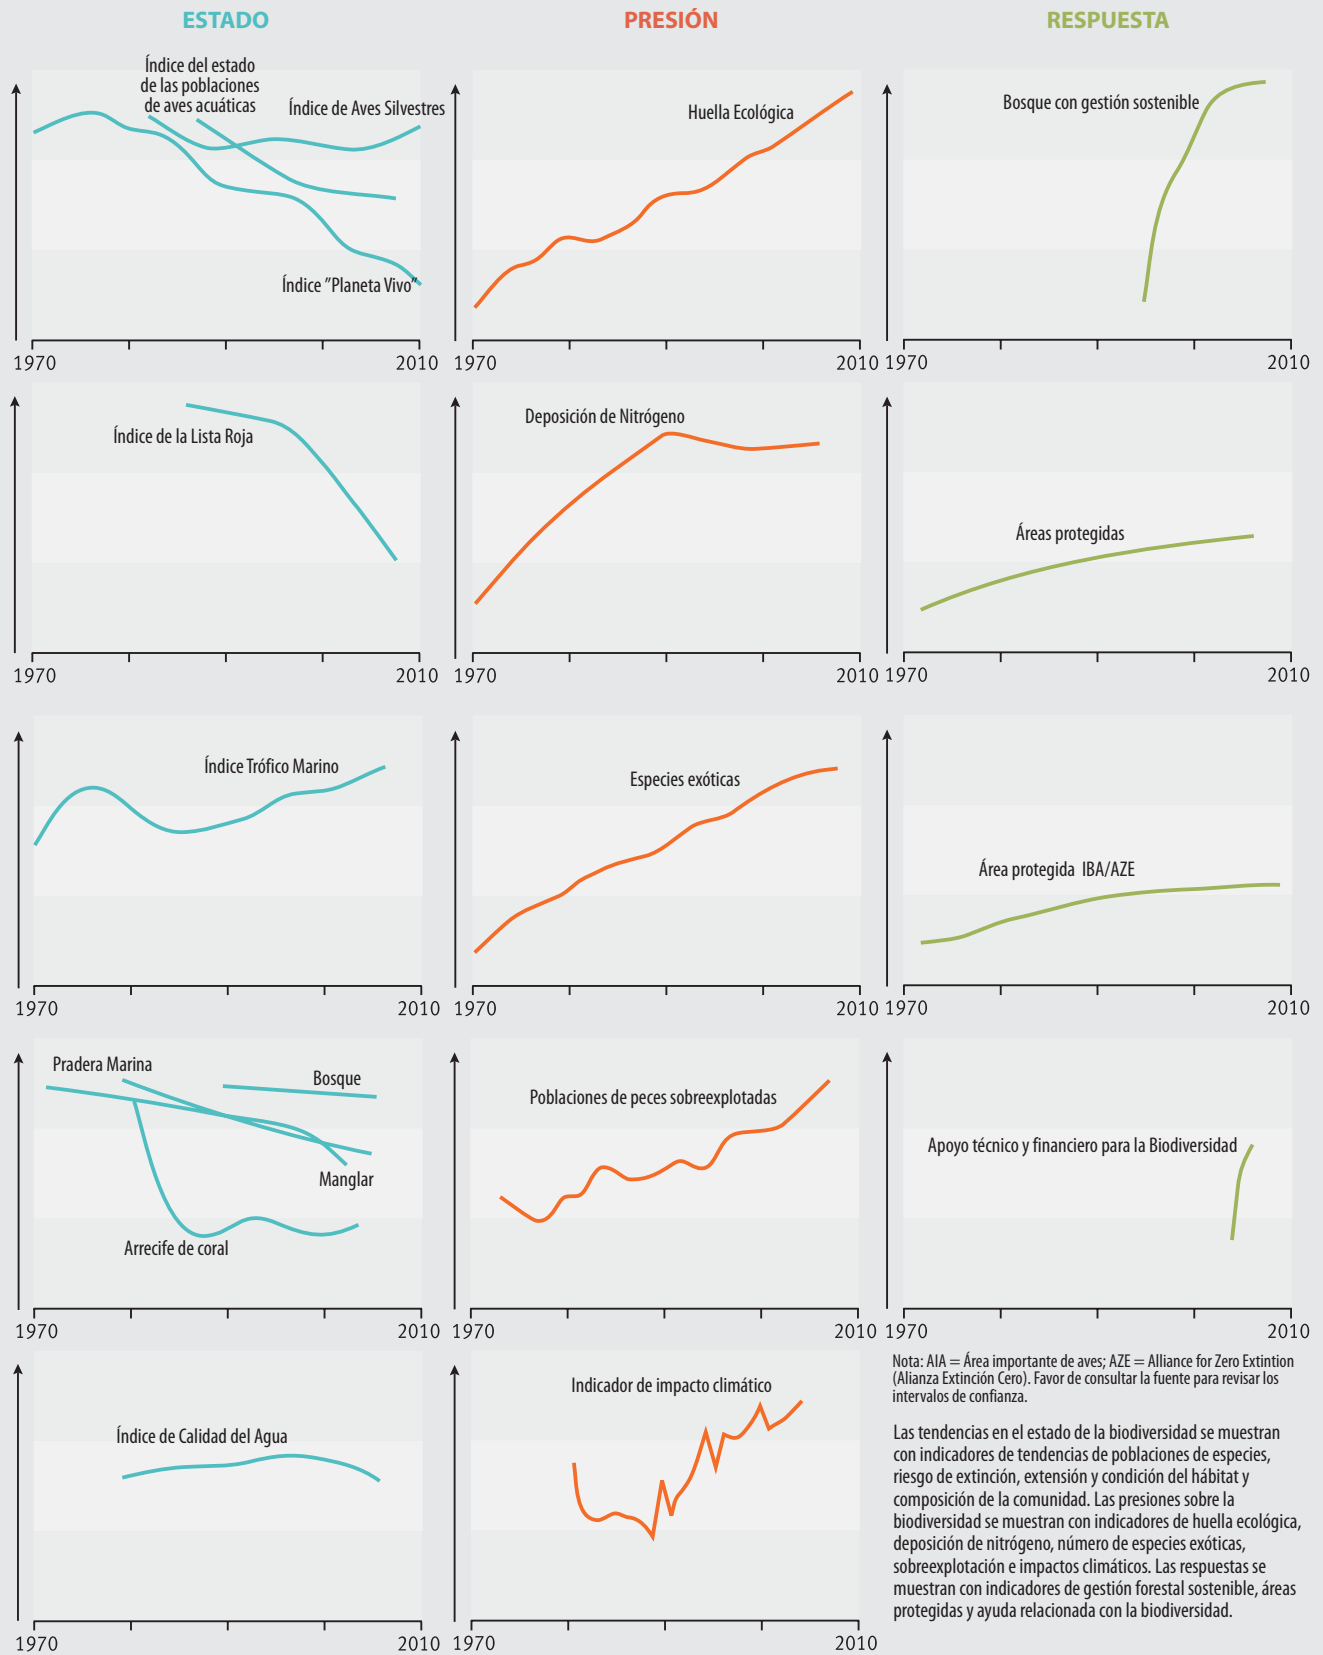 ESTADO
PRESIÓN
RESPUESTA
Índice del estado
de las poblaciones
de aves acuáticas
Índice de Aves Silvestres
Índice ”Planeta Vivo”
1970
2010
Huella Ecológica
1970
2010
Bosque con gestión sostenible
1970
2010
Índice de la Lista Roja
1970
2010
Deposición de Nitrógeno
1970
2010
Áreas protegidas
1970
2010
Índice Trófico Marino
1970
2010
Especies exóticas
1970
2010
Área protegida IBA/AZE
1970
2010
Pradera Marina
Bosque
Manglar
Arrecife de coral
1970
2010
Poblaciones de peces sobreexplotadas
1970
2010
Apoyo técnico y financiero para la Biodiversidad
1970
2010
Índice de Calidad del Agua
1970
2010
Indicador de impacto climático
1970
2010
Nota: AIA = Área importante de aves; AZE = Alliance for Zero Extintion
(Alianza Extinción Cero). Favor de consultar la fuente para revisar los
intervalos de confianza.
Las tendencias en el estado de la biodiversidad se muestran
con indicadores de tendencias de poblaciones de especies,
riesgo de extinción, extensión y condición del hábitat y
composición de la comunidad. Las presiones sobre la
biodiversidad se muestran con indicadores de huella ecológica,
deposición de nitrógeno, número de especies exóticas,
sobreexplotación e impactos climáticos. Las respuestas se
muestran con indicadores de gestión forestal sostenible, áreas
protegidas y ayuda relacionada con la biodiversidad.